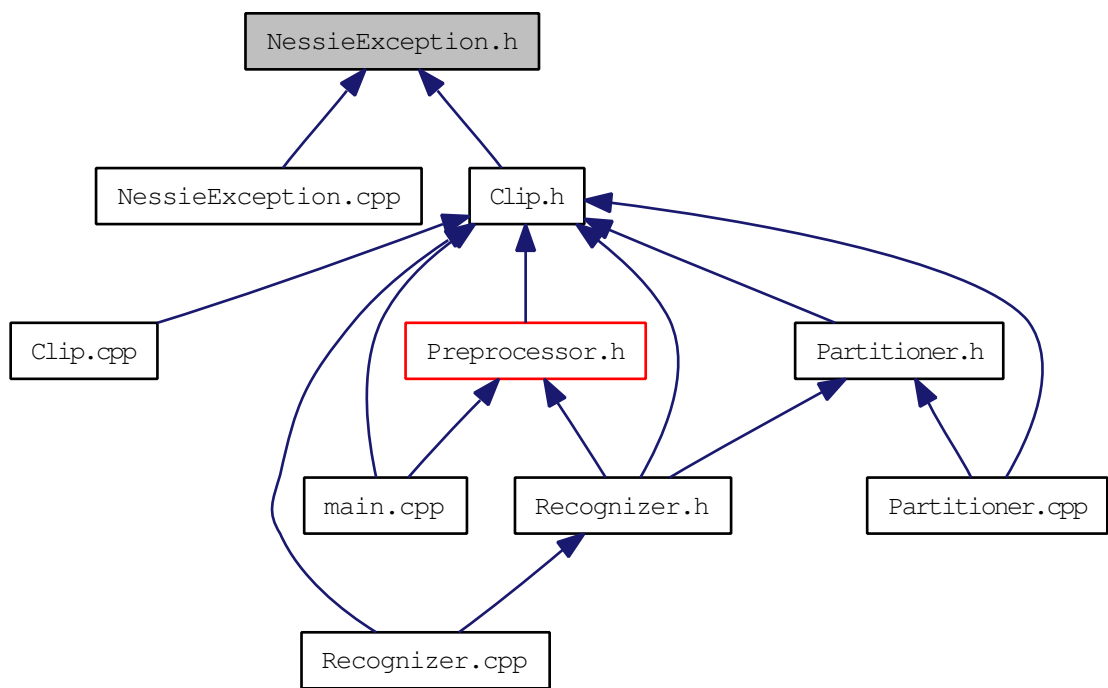 NessieException.h
NessieException.cpp
Clip.h
Clip.cpp
Preprocessor.h
Partitioner.h
main.cpp
Recognizer.h
Partitioner.cpp
Recognizer.cpp